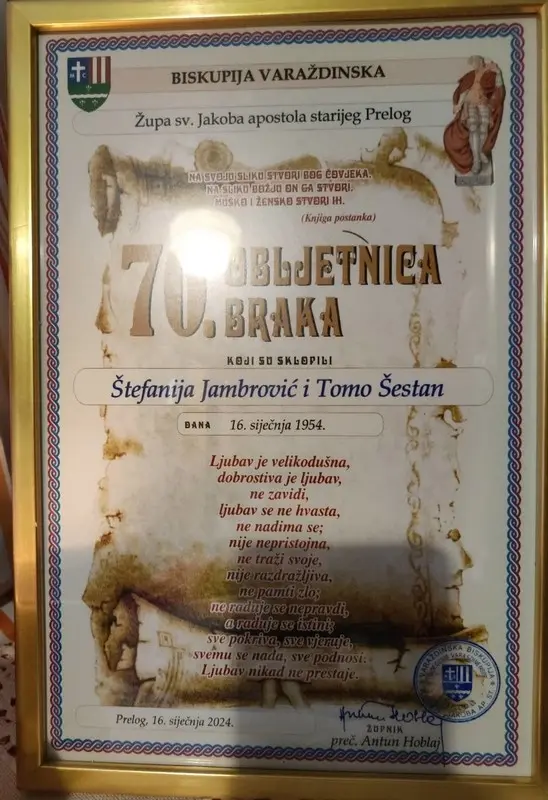 BISKUPIJA VARAŽDINSKA
Župa sv. Jakoba apostola starijeg Prelog
NA SVOJU SLIKU STVORI BOG ČOVJEKA,
NA SLIKU BOŽJU ON GA STVORI,
MUŠKO I ŽENSKO STVORI IH.
(Knjiga postanka)
70. OBLJETNICA
BRAKA
KOJI SU SKLOPILI
Štefanija Jambrović i Tomo Šestan
DANA 16. siječnja 1954.
Ljubav je velikodušna,
dobrostiva je ljubav,
ne zavidi,
ljubav se ne hvasta,
ne nadima se;
nije nepristojna,
ne traži svoje,
nije razdražljiva,
ne pamti zlo;
ne raduje se nepravdi,
a raduje se istini;
sve pokriva, sve vjeruje,
svemu se nada, sve podnosi.
Ljubav nikad ne prestaje.
Prelog, 16. siječnja 2024.
ŽUPNIK
preč. Antun Hoblaj
VARAŽDINSKA BISKUPIJA